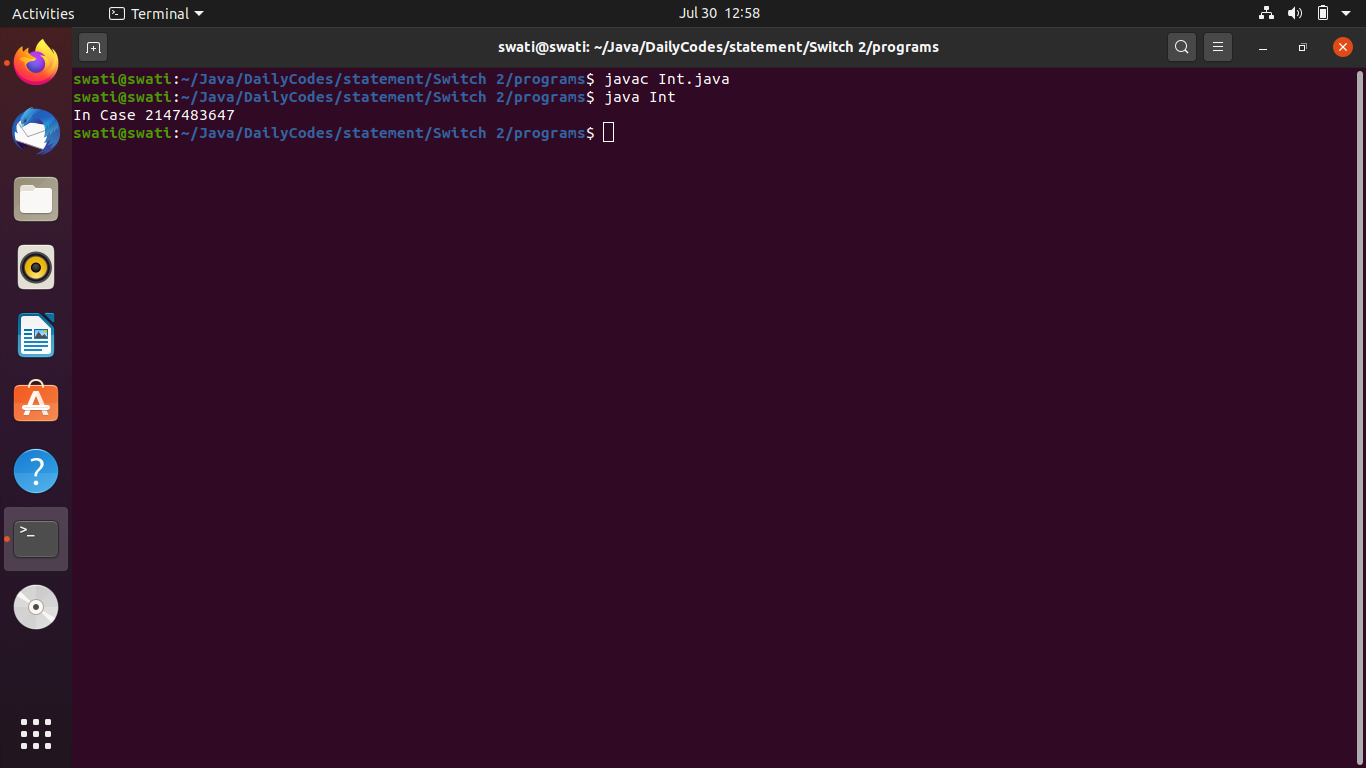 Activities
Terminal
Jul 30 12:58
swati@swati: ~/Java/DailyCodes/statement/Switch 2/programs
swati@swati:~/Java/DailyCodes/statement/Switch 2/programs$ javac Int.java
swati@swati:~/Java/DailyCodes/statement/Switch 2/programs$ java Int
In Case 2147483647
swati@swati:~/Java/DailyCodes/statement/Switch 2/programs$